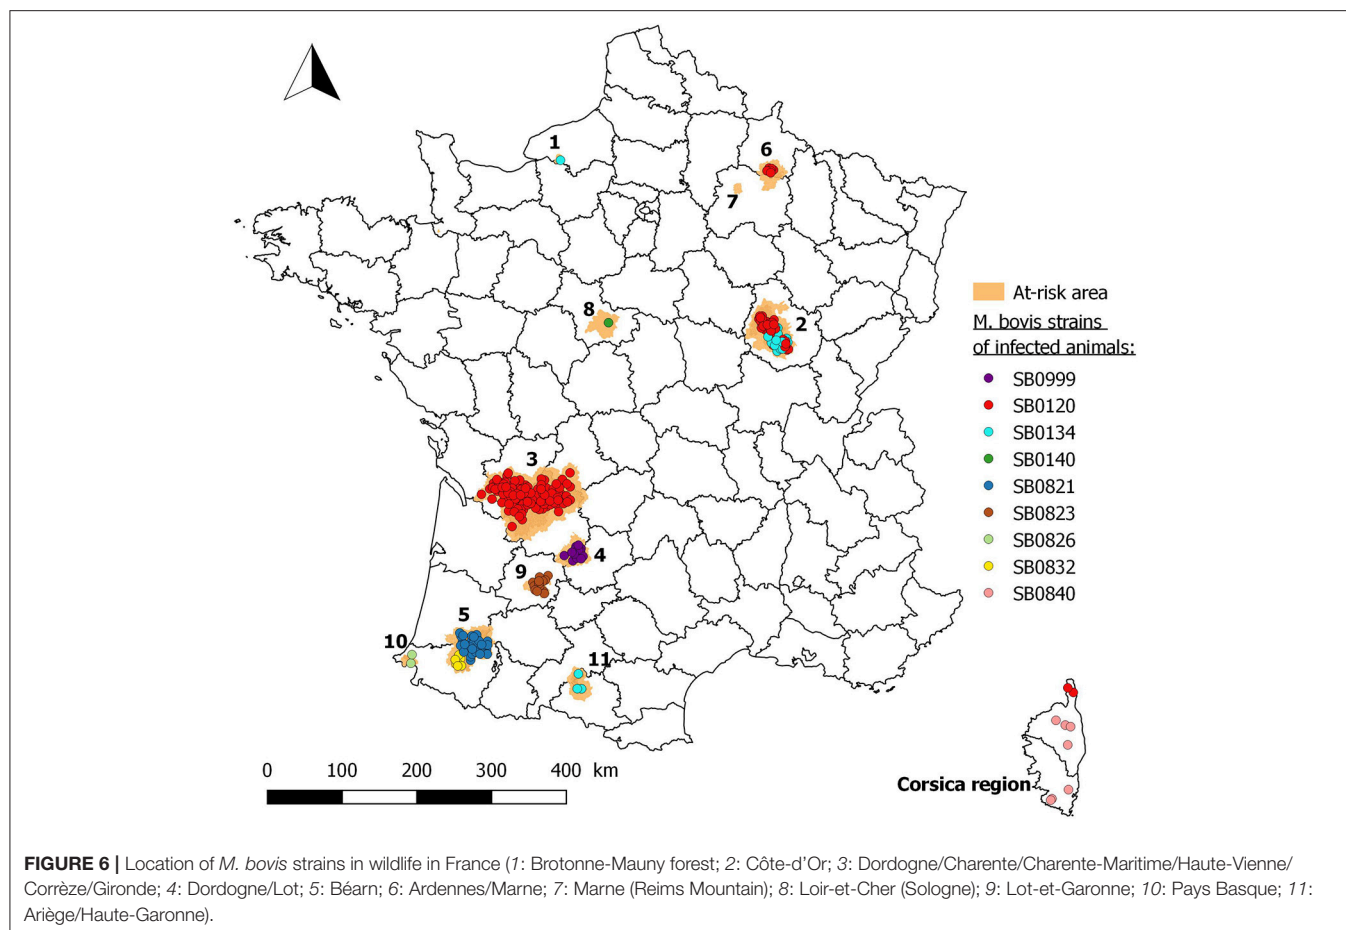 1
6
7
8
2
At-risk area
M. bovis strains
of infected animals:
SB0999
SB0120
SB0134
SB0140
SB0821
SB0823
SB0826
SB0832
SB0840
3
4
9
5
10
11
0 100 200 300 400 km
Corsica region
FIGURE 6 | Location of M. bovis strains in wildlife in France (1: Brotonne-Mauny forest; 2: Côte-d'Or; 3: Dordogne/Charente/Charente-Maritime/Haute-Vienne/
Corrèze/Gironde; 4: Dordogne/Lot; 5: Béarn; 6: Ardennes/Marne; 7: Marne (Reims Mountain); 8: Loir-et-Cher (Sologne); 9: Lot-et-Garonne; 10: Pays Basque; 11:
Ariège/Haute-Garonne).